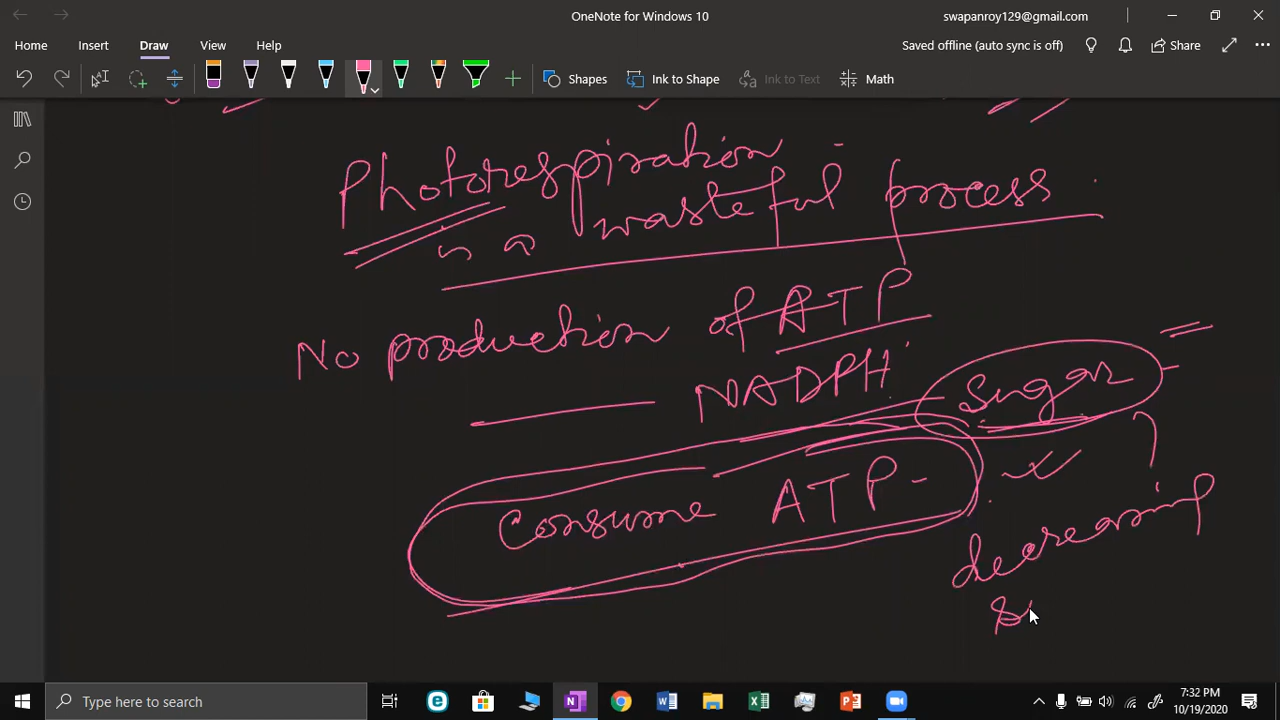 OneNote for Windows 10
swapanroy129@gmail.com
Home Insert Draw View Help
Saved offline (auto sync is off)
Share
Shapes
Ink to Shape
Ink to Text
Math
Photorespiration
is a wasteful process.
No production of ATP
NADPH
Sugar
Consume ATP
decreasing
Type here to search
7:32 PM
10/19/2020